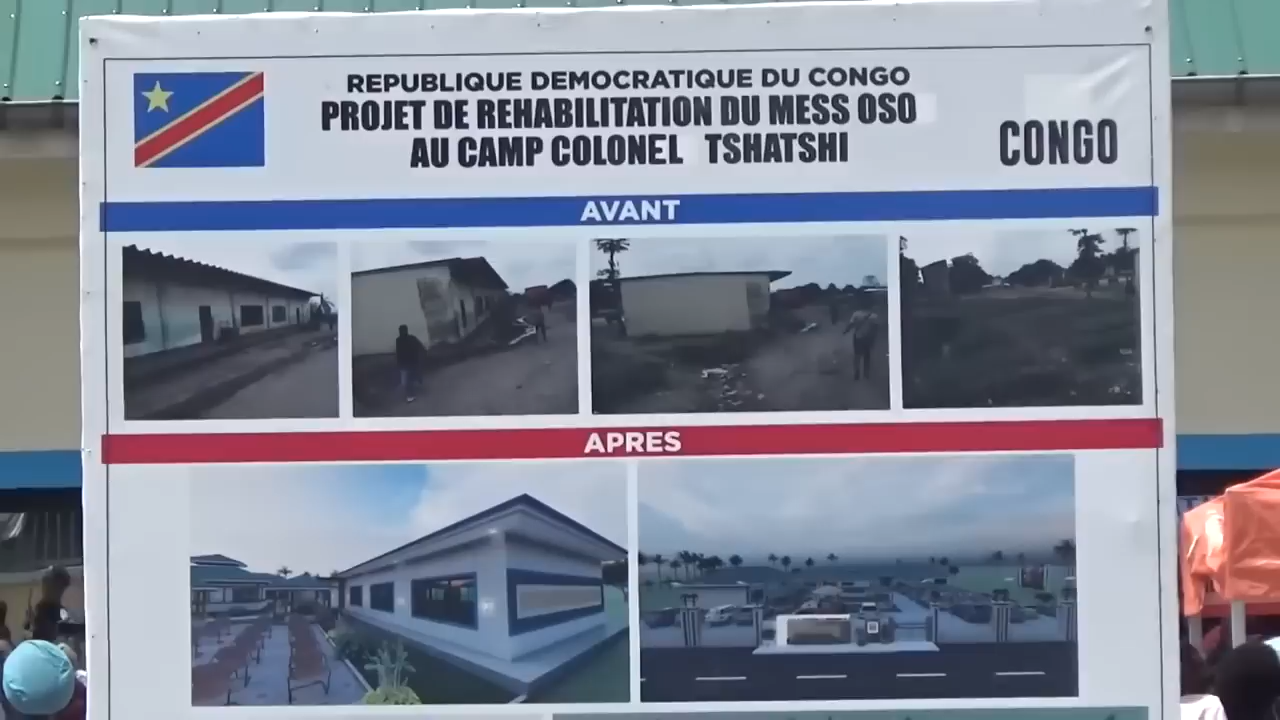 REPUBLIQUE DEMOCRATIQUE DU CONGO
PROJET DE REHABILITATION DU MESS OSO
AU CAMP COLONEL TSHATSHI
CONGO
AVANT
APRES